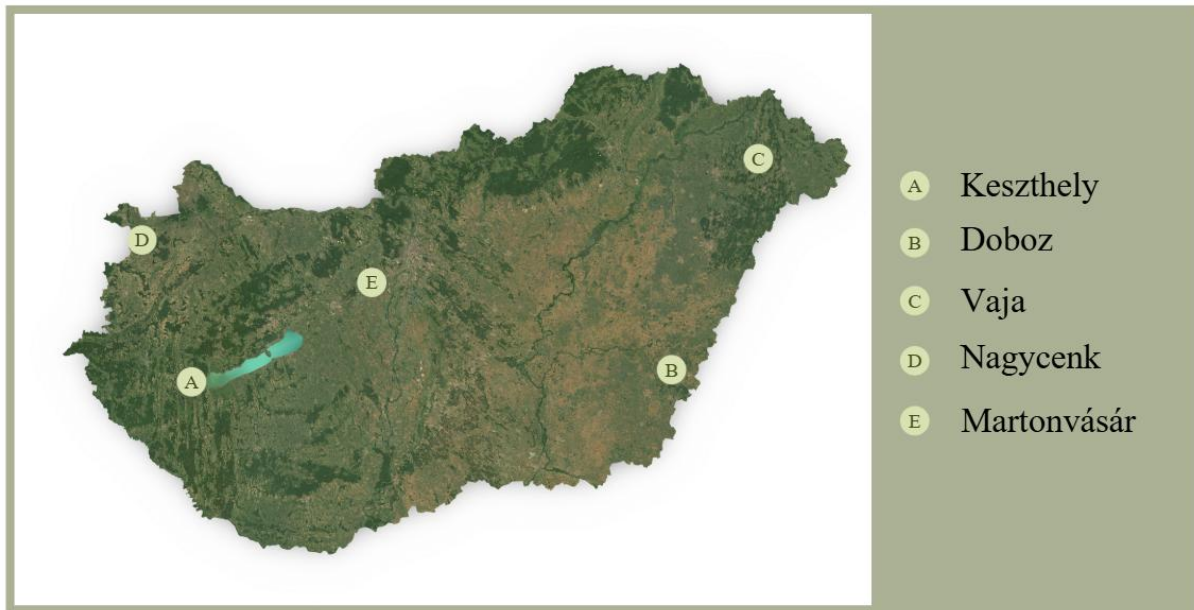 D
C
E
A
B
A Keszthely
B Doboz
C Vaja
D Nagycenk
E Martonvásár